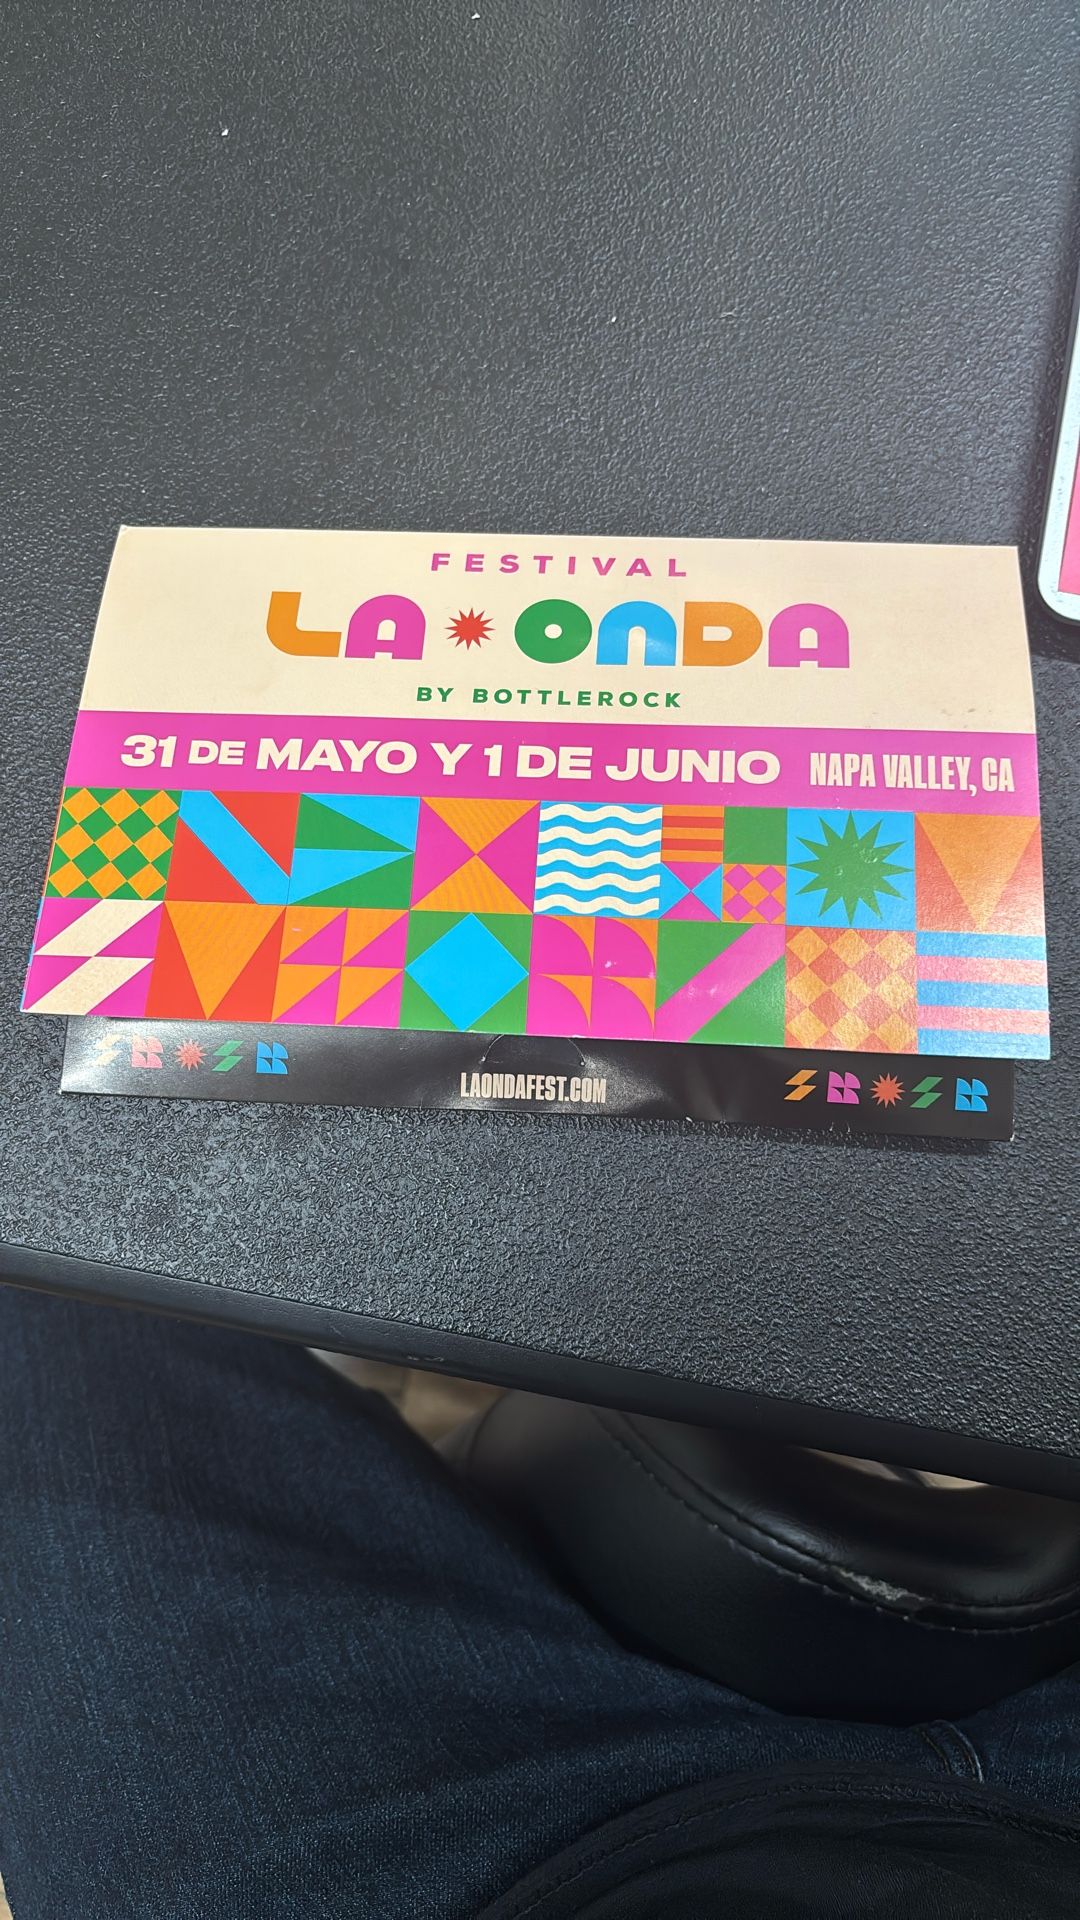 FESTIVAL
LA ONDA
BY BOTTLEROCK
31 DE MAYO Y 1 DE JUNIO NAPA VALLEY, CA
LAONDAFEST.COM